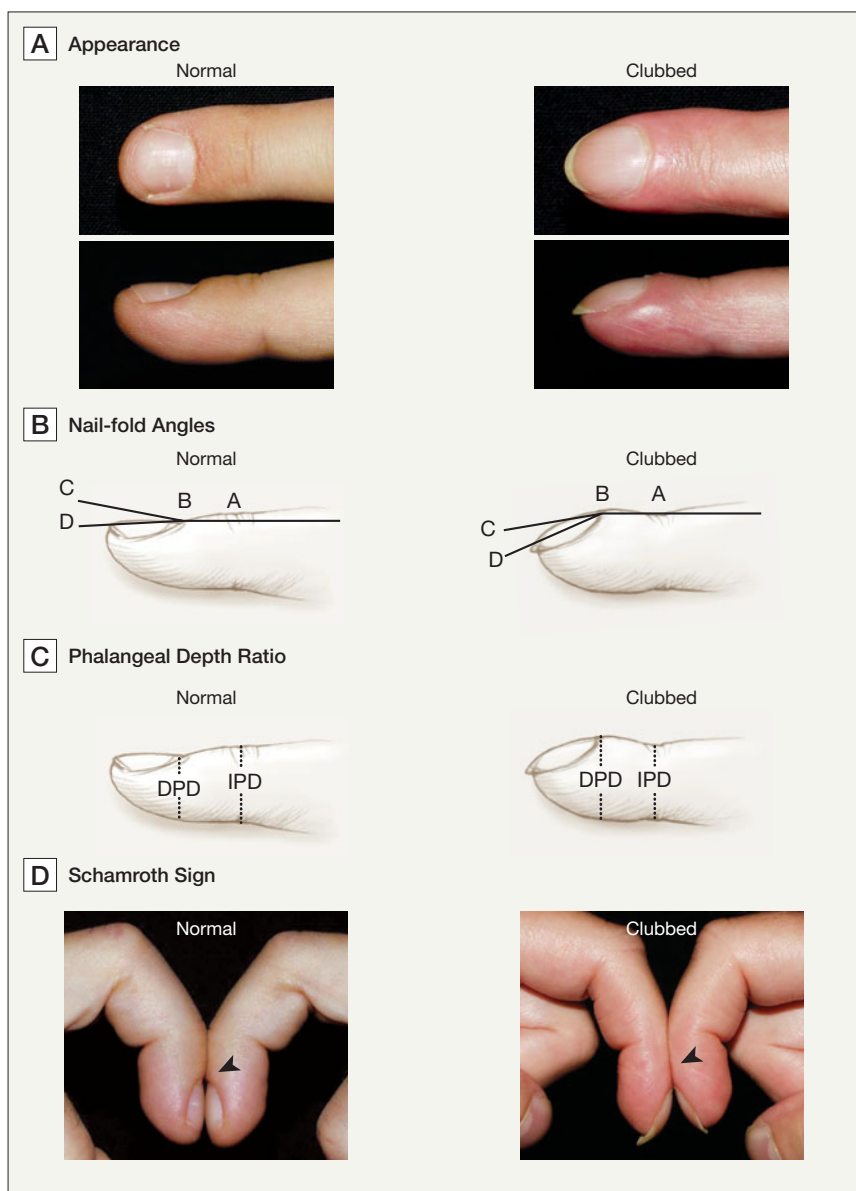 A Appearance
Normal Clubbed
B Nail-fold Angles
Normal Clubbed
C B A
D
B A
C
D
C Phalangeal Depth Ratio
Normal Clubbed
DPD IPD
DPD IPD
D Schamroth Sign
Normal Clubbed